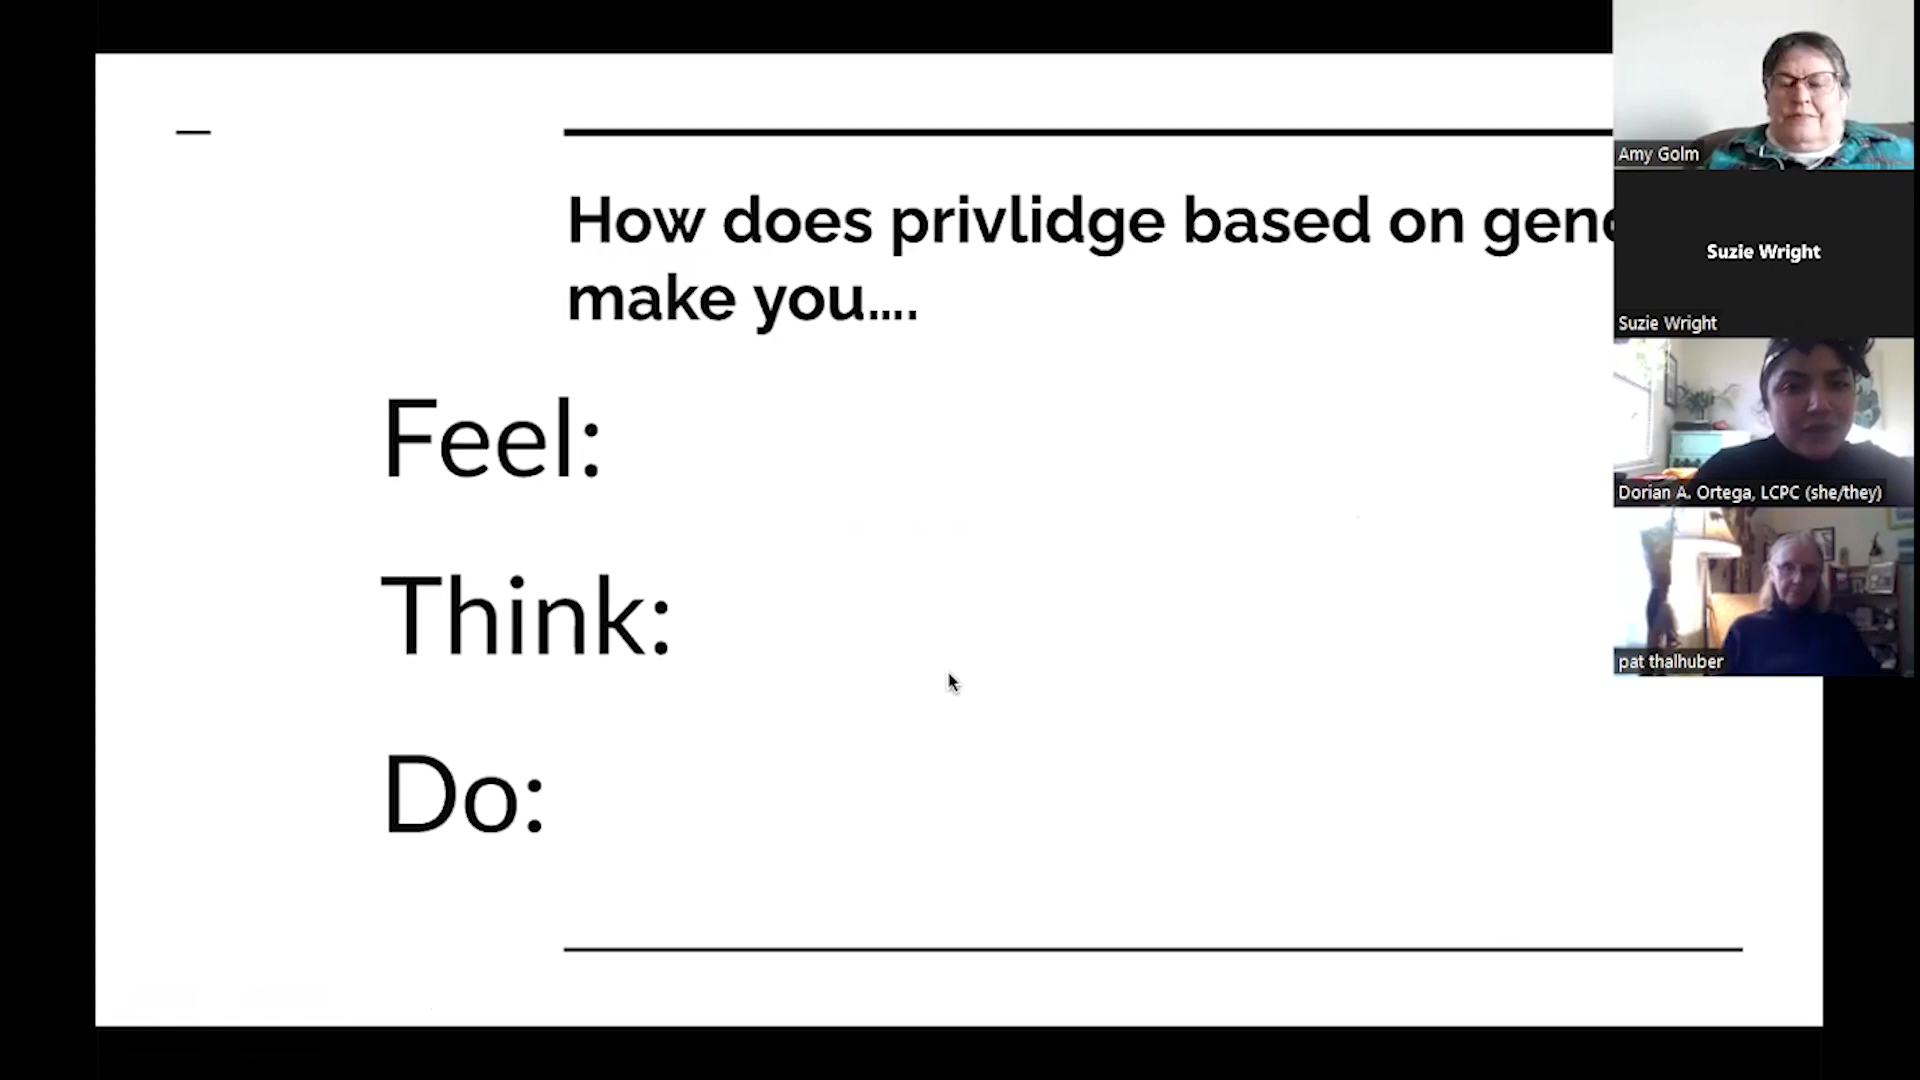 How does privlidge based on gen
make you....
Feel:
Think:
Do:
Amy Golm
Suzie Wright
Suzie Wright
Dorian A. Ortega, LCPC (she/they)
pat thalhuber